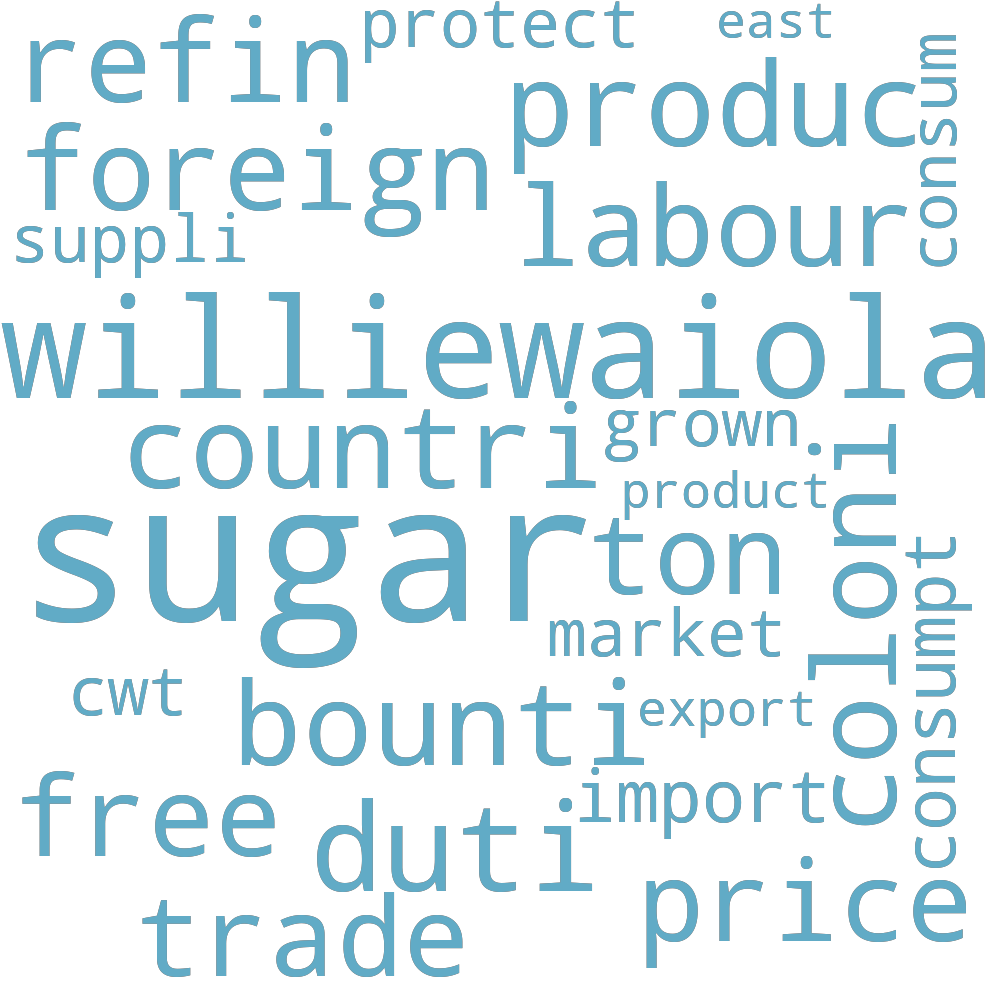 protect
east
refin
produc
consum
foreign
labour
suppli
williewaiola
countri
grown
coloni
product
sugar
ton
consumpt
market
cwt
bounti
export
free
duti
import
price
trade